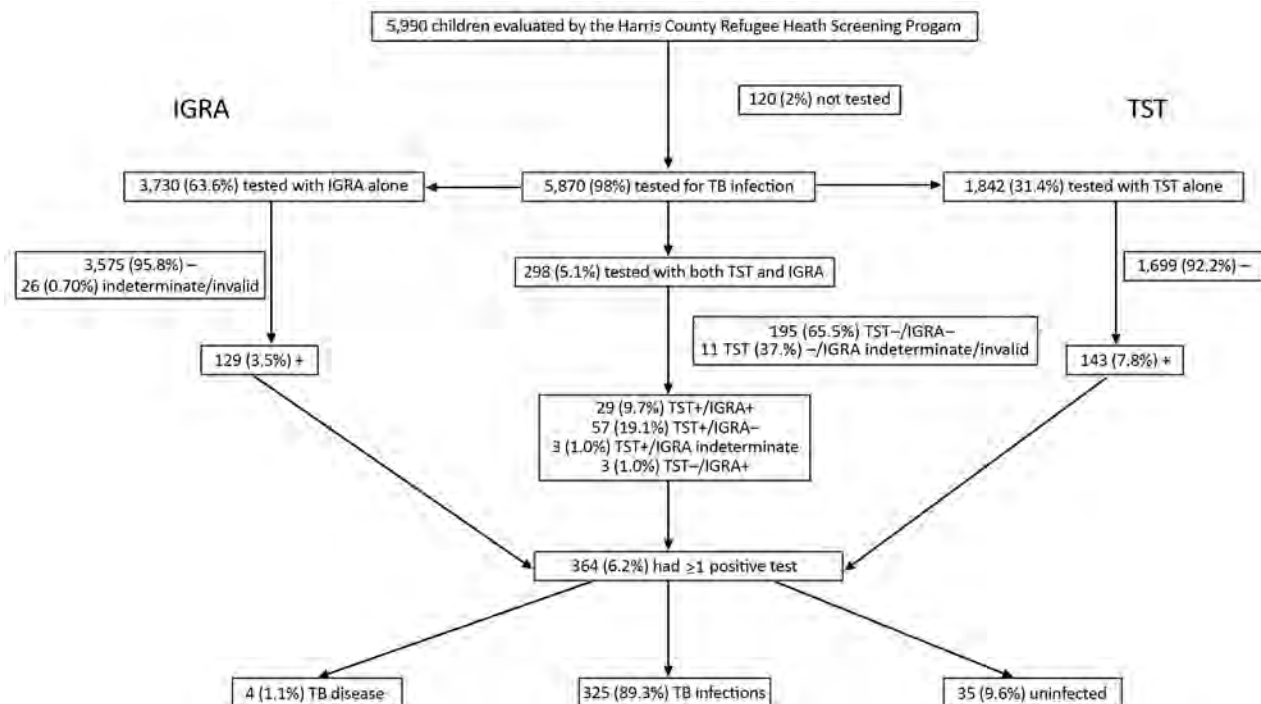 5,990 children evaluated by the Harris County Refugee Heath Screening Progam
120 (2%) not tested
IGRA
TST
3,730 (63.6%) tested with IGRA alone
5,870 (98%) tested for TB infection
1,842 (31.4%) tested with TST alone
3,575 (95.8%) –
26 (0.70%) indeterminate/invalid
298 (5.1%) tested with both TST and IGRA
1,699 (92.2%) –
195 (65.5%) TST–/IGRA–
11 TST (37.%) –/IGRA indeterminate/invalid
129 (3.5%) +
143 (7.8%) +
29 (9.7%) TST+/IGRA+
57 (19.1%) TST+/IGRA–
3 (1.0%) TST+/IGRA indeterminate
3 (1.0%) TST–/IGRA+
364 (6.2%) had ≥1 positive test
4 (1.1%) TB disease
325 (89.3%) TB infections
35 (9.6%) uninfected